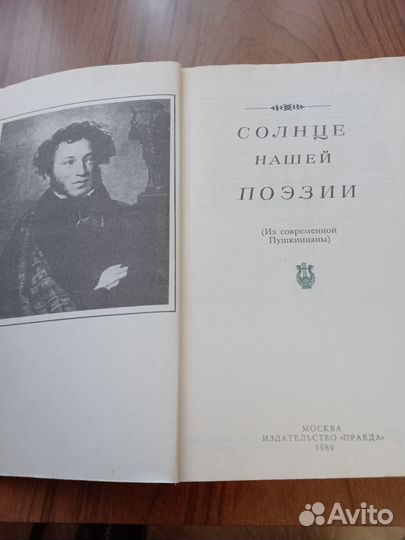 СОЛНЦЕ
НАШЕЙ
ПОЭЗИИ
(Из современной
Пушкинианы)
МОСКВА
ИЗДАТЕЛЬСТВО «ПРАВДА»
1989
Avito